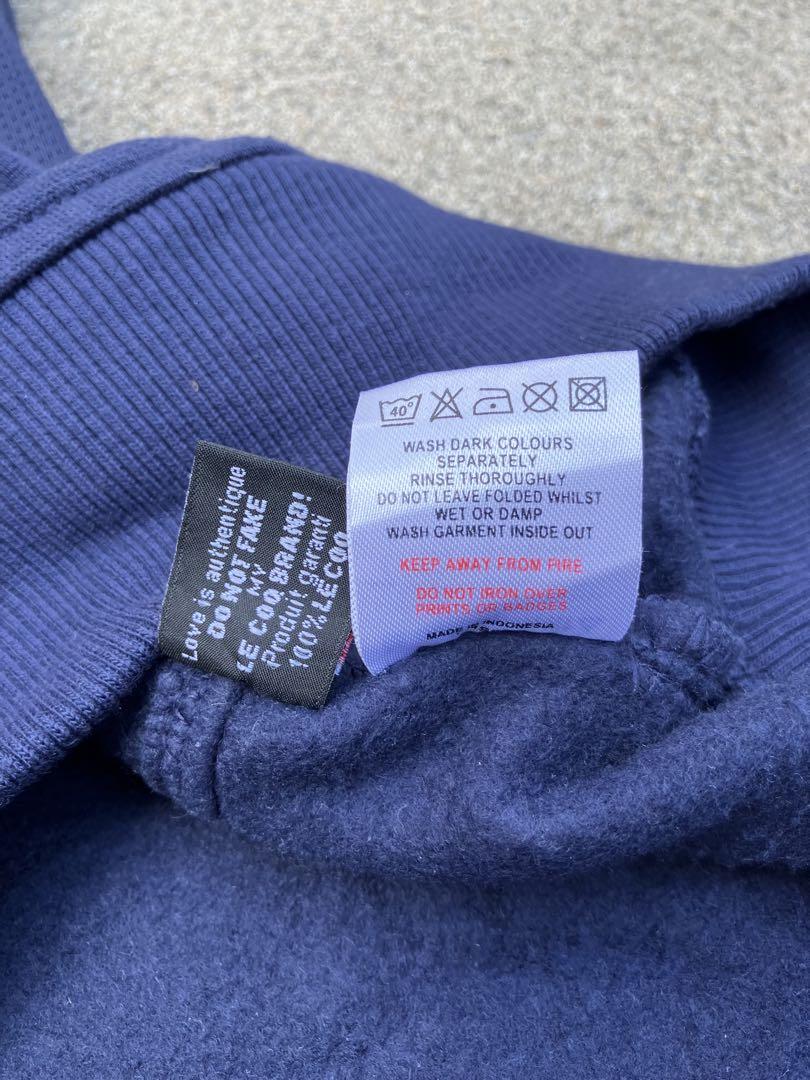 Love is authentique
DO NOT FAKE
MY
LE COQ BRAND!
Produit garanti
100% LE COQ
40°
WASH DARK COLOURS
SEPARATELY
RINSE THOROUGHLY
DO NOT LEAVE FOLDED WHILST
WET OR DAMP
WASH GARMENT INSIDE OUT
KEEP AWAY FROM FIRE
DO NOT IRON OVER
PRINTS OR BADGES
MADE IN INDONESIA